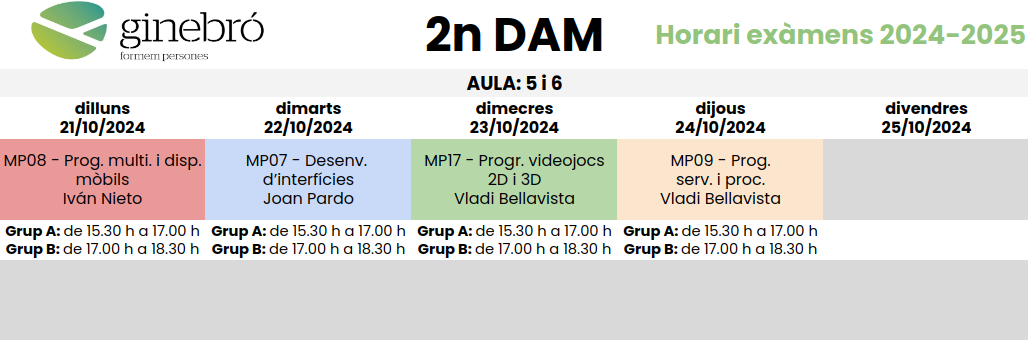 ginebró
formem persones
2n DAM
Horari exàmens 2024-2025
AULA: 5 i 6
dilluns
21/10/2024
dimarts
22/10/2024
dimecres
23/10/2024
dijous
24/10/2024
divendres
25/10/2024
MP08 - Prog. multi. i disp.
mòbils
Iván Nieto
MP07 - Desenv.
d'interfícies
Joan Pardo
MP17 - Progr. videojocs
2D i 3D
Vladi Bellavista
MP09 - Prog.
serv. i proc.
Vladi Bellavista
Grup A: de 15.30 h a 17.00 h
Grup B: de 17.00 h a 18.30 h
Grup A: de 15.30 h a 17.00 h
Grup B: de 17.00 h a 18.30 h
Grup A: de 15.30 h a 17.00 h
Grup B: de 17.00 h a 18.30 h
Grup A: de 15.30 h a 17.00 h
Grup B: de 17.00 h a 18.30 h